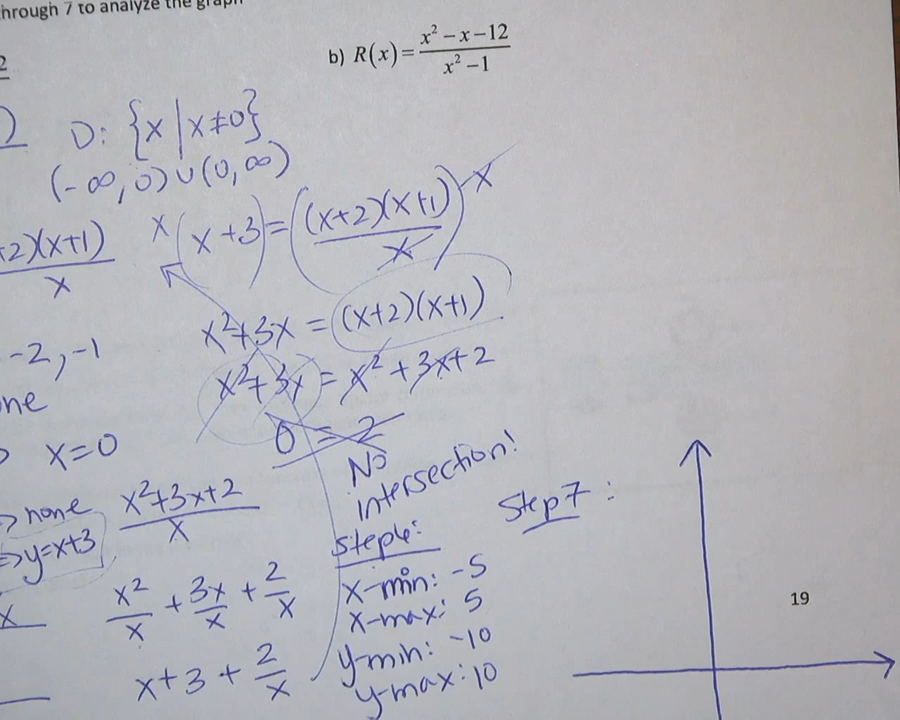 hrough 7 to analyze the graph
2
b) R(x) = (x² - x - 12)/(x² - 1)
) D: {x | x ≠ 0}
(-∞, 0) ∪ (0, ∞)
+2)(x+1)/x
x (x + 3) = ((x+2)(x+1)/x) · x
x² + 3x = (x+2)(x+1)
-2, -1
x² + 3x = x² + 3x + 2
ne
0 = 2
x=0
No
intersection!
→ none
(x² + 3x + 2)/x
⇒ y = x+3
x
x²/x + 3x/x + 2/x
x + 3 + 2/x
Step 6:
x-min: -5
x-max: 5
y-min: -10
y-max: 10
Step 7 :
19